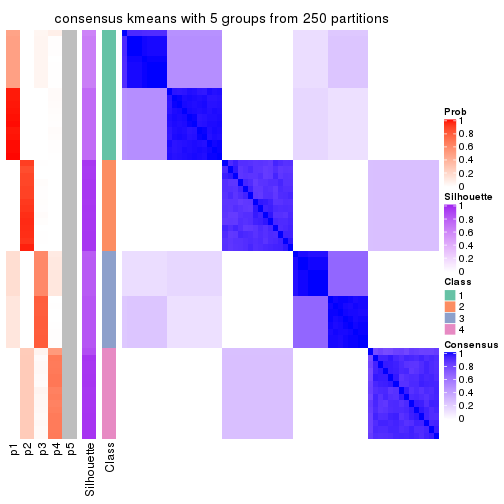 consensus kmeans with 5 groups from 250 partitions
Prob
1
0.8
0.6
0.4
0.2
0
Silhouette
1
0.8
0.6
0.4
0.2
0
Class
1
2
3
4
Consensus
1
0.8
0.6
0.4
0.2
0
p1
p2
p3
p4
p5
Silhouette
Class